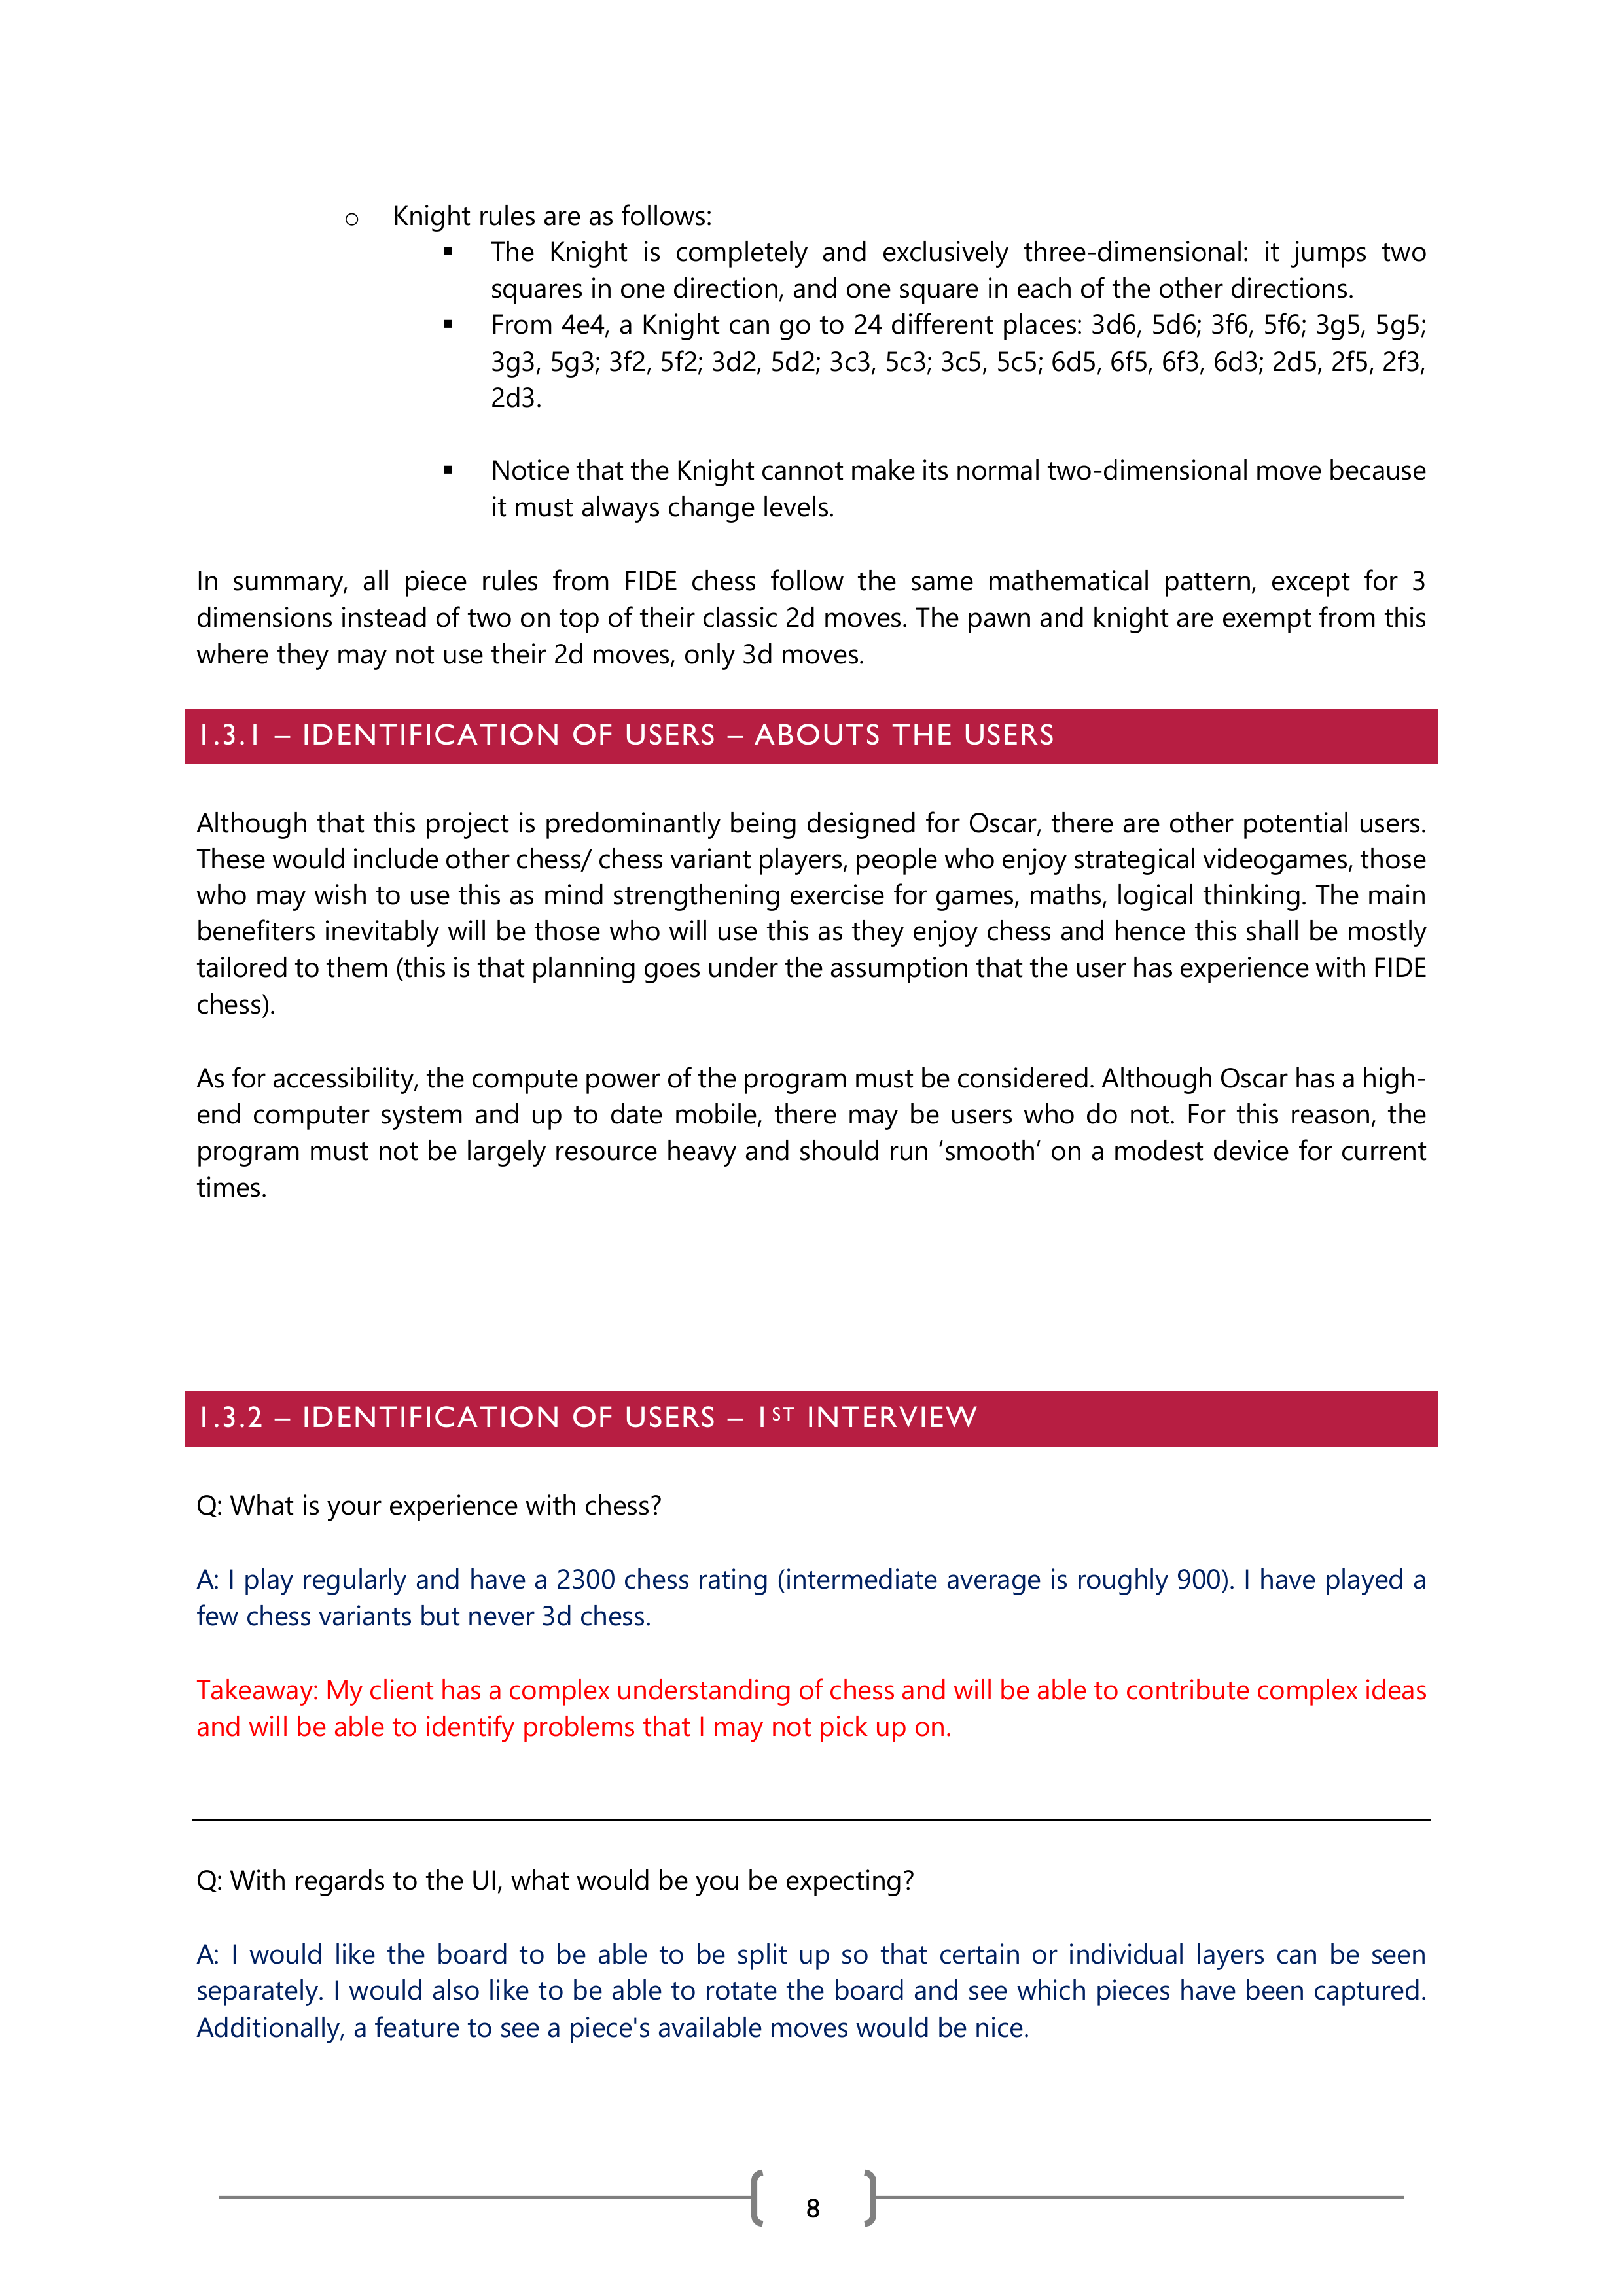 o Knight rules are as follows:
▪ The Knight is completely and exclusively three-dimensional: it jumps two
squares in one direction, and one square in each of the other directions.
▪ From 4e4, a Knight can go to 24 different places: 3d6, 5d6; 3f6, 5f6; 3g5, 5g5;
3g3, 5g3; 3f2, 5f2; 3d2, 5d2; 3c3, 5c3; 3c5, 5c5; 6d5, 6f5, 6f3, 6d3; 2d5, 2f5, 2f3,
2d3.
▪ Notice that the Knight cannot make its normal two-dimensional move because
it must always change levels.
In summary, all piece rules from FIDE chess follow the same mathematical pattern, except for 3
dimensions instead of two on top of their classic 2d moves. The pawn and knight are exempt from this
where they may not use their 2d moves, only 3d moves.
1.3.1 – IDENTIFICATION OF USERS – ABOUTS THE USERS
Although that this project is predominantly being designed for Oscar, there are other potential users.
These would include other chess/ chess variant players, people who enjoy strategical videogames, those
who may wish to use this as mind strengthening exercise for games, maths, logical thinking. The main
benefiters inevitably will be those who will use this as they enjoy chess and hence this shall be mostly
tailored to them (this is that planning goes under the assumption that the user has experience with FIDE
chess).
As for accessibility, the compute power of the program must be considered. Although Oscar has a high-
end computer system and up to date mobile, there may be users who do not. For this reason, the
program must not be largely resource heavy and should run ‘smooth’ on a modest device for current
times.
1.3.2 – IDENTIFICATION OF USERS – 1ST INTERVIEW
Q: What is your experience with chess?
A: I play regularly and have a 2300 chess rating (intermediate average is roughly 900). I have played a
few chess variants but never 3d chess.
Takeaway: My client has a complex understanding of chess and will be able to contribute complex ideas
and will be able to identify problems that I may not pick up on.
Q: With regards to the UI, what would be you be expecting?
A: I would like the board to be able to be split up so that certain or individual layers can be seen
separately. I would also like to be able to rotate the board and see which pieces have been captured.
Additionally, a feature to see a piece's available moves would be nice.
8